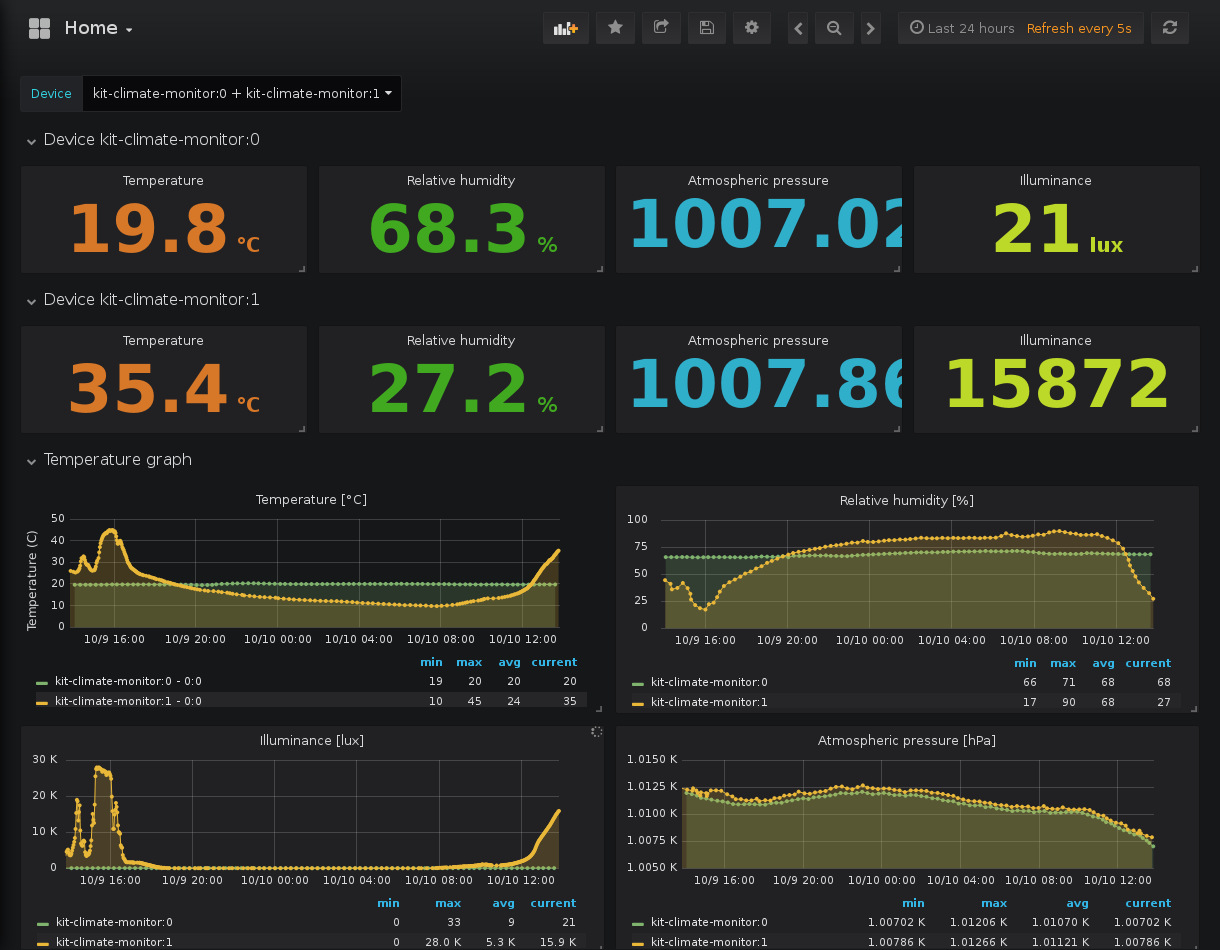 Home
Last 24 hours Refresh every 5s
Device kit-climate-monitor:0 + kit-climate-monitor:1
Device kit-climate-monitor:0
Temperature Relative humidity Atmospheric pressure Illuminance
19.8 °C 68.3 % 1007.02 21 lux
Device kit-climate-monitor:1
Temperature Relative humidity Atmospheric pressure Illuminance
35.4 °C 27.2 % 1007.86 15872
Temperature graph
Temperature [°C]
Temperature (C)
50
40
30
20
10
0
10/9 16:00 10/9 20:00 10/10 00:00 10/10 04:00 10/10 08:00 10/10 12:00
min max avg current
kit-climate-monitor:0 - 0:0 19 20 20 20
kit-climate-monitor:1 - 0:0 10 45 24 35
Relative humidity [%]
100
75
50
25
0
10/9 16:00 10/9 20:00 10/10 00:00 10/10 04:00 10/10 08:00 10/10 12:00
min max avg current
kit-climate-monitor:0 66 71 68 68
kit-climate-monitor:1 17 90 68 27
Illuminance [lux]
30 K
20 K
10 K
0
10/9 16:00 10/9 20:00 10/10 00:00 10/10 04:00 10/10 08:00 10/10 12:00
min max avg current
kit-climate-monitor:0 0 33 9 21
kit-climate-monitor:1 0 28.0 K 5.3 K 15.9 K
Atmospheric pressure [hPa]
1.0150 K
1.0125 K
1.0100 K
1.0075 K
1.0050 K
10/9 16:00 10/9 20:00 10/10 00:00 10/10 04:00 10/10 08:00 10/10 12:00
min max avg current
kit-climate-monitor:0 1.00702 K 1.01206 K 1.01070 K 1.00702 K
kit-climate-monitor:1 1.00786 K 1.01266 K 1.01121 K 1.00786 K